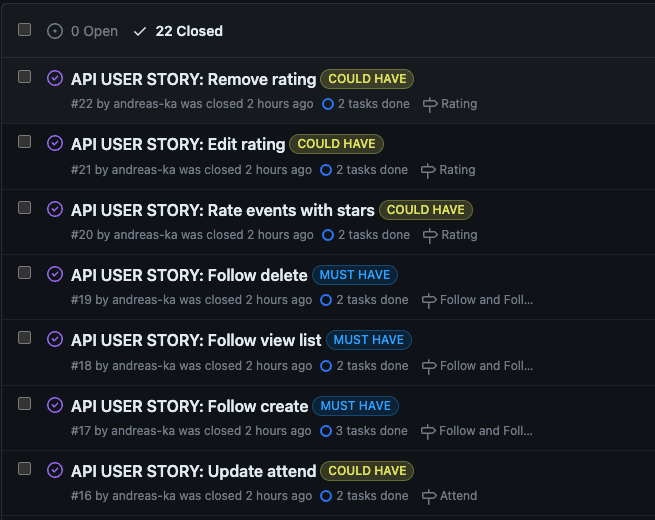 0 Open 22 Closed
API USER STORY: Remove rating COULD HAVE
#22 by andreas-ka was closed 2 hours ago 2 tasks done Rating
API USER STORY: Edit rating COULD HAVE
#21 by andreas-ka was closed 2 hours ago 2 tasks done Rating
API USER STORY: Rate events with stars COULD HAVE
#20 by andreas-ka was closed 2 hours ago 2 tasks done Rating
API USER STORY: Follow delete MUST HAVE
#19 by andreas-ka was closed 2 hours ago 2 tasks done Follow and Foll...
API USER STORY: Follow view list MUST HAVE
#18 by andreas-ka was closed 2 hours ago 2 tasks done Follow and Foll...
API USER STORY: Follow create MUST HAVE
#17 by andreas-ka was closed 2 hours ago 3 tasks done Follow and Foll...
API USER STORY: Update attend COULD HAVE
#16 by andreas-ka was closed 2 hours ago 2 tasks done Attend